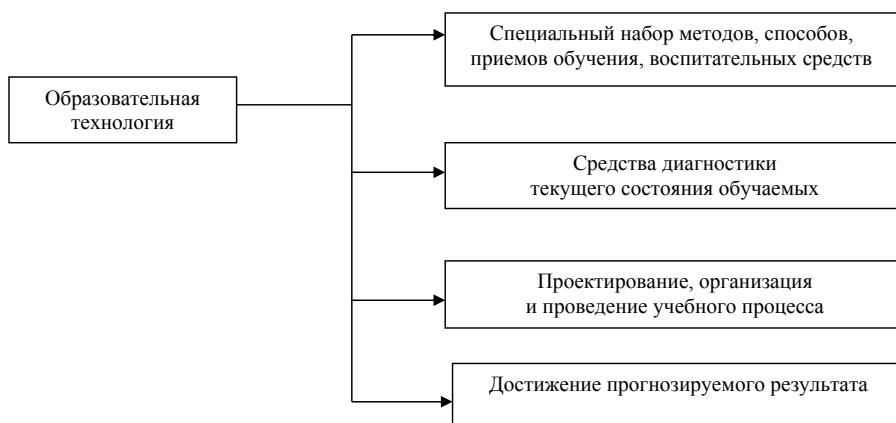 Специальный набор методов, способов,
приемов обучения, воспитательных средств
Образовательная
технология
Средства диагностики
текущего состояния обучаемых
Проектирование, организация
и проведение учебного процесса
Достижение прогнозируемого результата